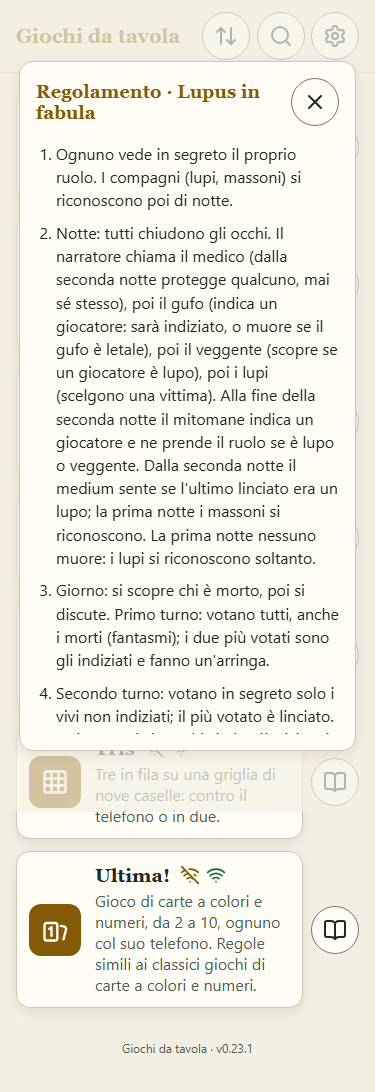 Giochi da tavola
Regolamento · Lupus in
fabula
1. Ognuno vede in segreto il proprio
ruolo. I compagni (lupi, massoni) si
riconoscono poi di notte.
2. Notte: tutti chiudono gli occhi. Il
narratore chiama il medico (dalla
seconda notte protegge qualcuno, mai
sé stesso), poi il gufo (indica un
giocatore: sarà indiziato, o muore se il
gufo è letale), poi il veggente (scopre se
un giocatore è lupo), poi i lupi
(scelgono una vittima). Alla fine della
seconda notte il mitomane indica un
giocatore e ne prende il ruolo se è lupo
o veggente. Dalla seconda notte il
medium sente se l'ultimo linciato era un
lupo; la prima notte i massoni si
riconoscono. La prima notte nessuno
muore: i lupi si riconoscono soltanto.
3. Giorno: si scopre chi è morto, poi si
discute. Primo turno: votano tutti, anche
i morti (fantasmi); i due più votati sono
gli indiziati e fanno un'arringa.
4. Secondo turno: votano in segreto solo i
vivi non indiziati; il più votato è linciato.
Tris
Tre in fila su una griglia di
nove caselle: contro il
telefono o in due.
Ultima!
Gioco di carte a colori e
numeri, da 2 a 10, ognuno
col suo telefono. Regole
simili ai classici giochi di
carte a colori e numeri.
Giochi da tavola · v0.23.1